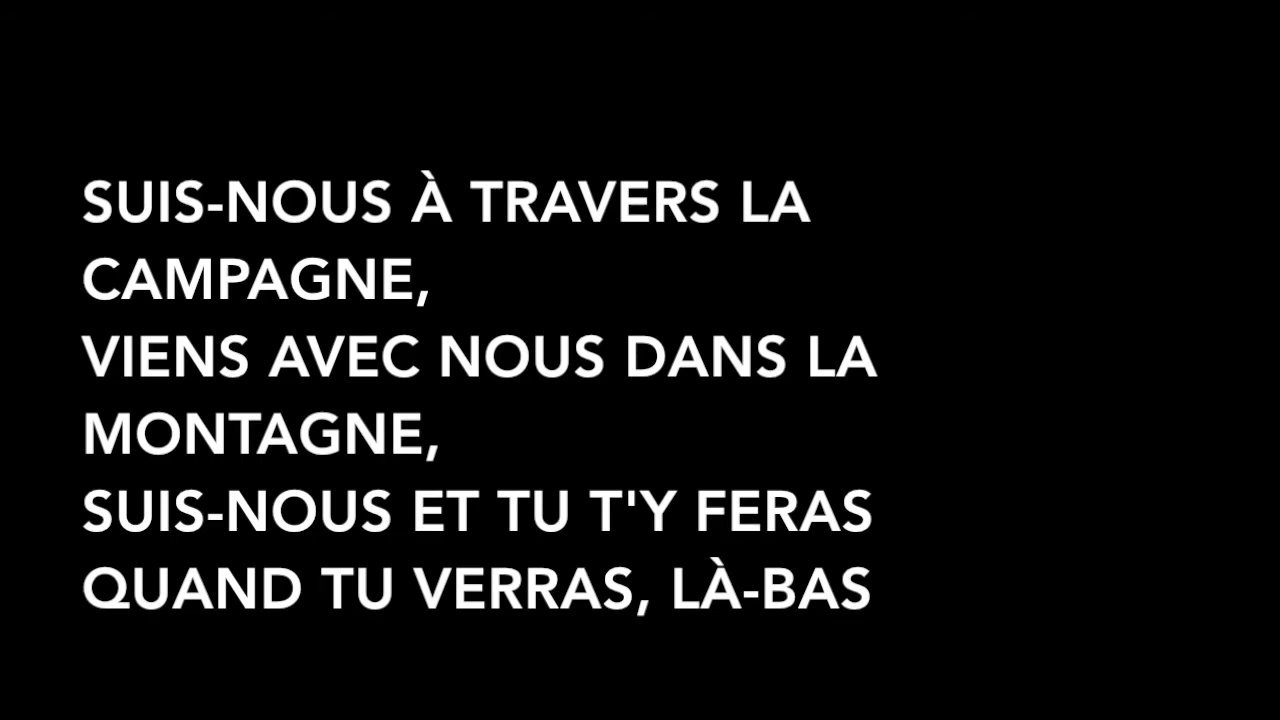 SUIS-NOUS À TRAVERS LA
CAMPAGNE,
VIENS AVEC NOUS DANS LA
MONTAGNE,
SUIS-NOUS ET TU T'Y FERAS
QUAND TU VERRAS, LÀ-BAS